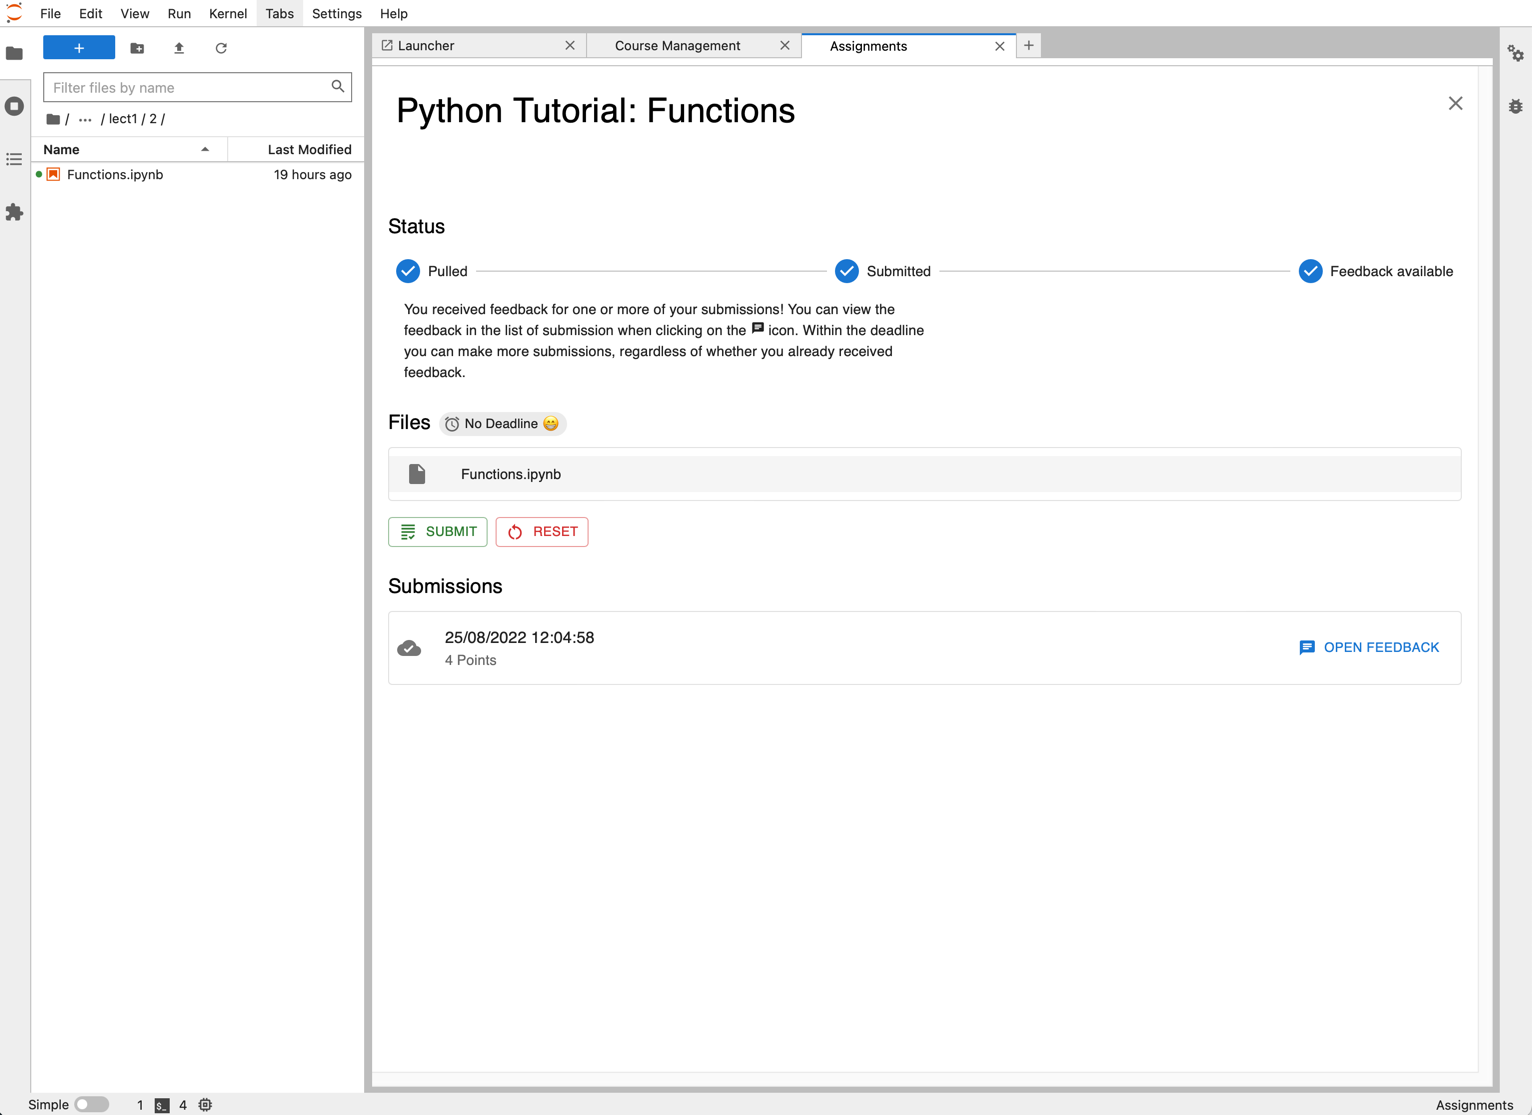 File Edit View Run Kernel Tabs Settings Help
+
Launcher
Course Management
Assignments
+
Filter files by name
/ ... / lect1 / 2 /
Name Last Modified
Functions.ipynb 19 hours ago
Python Tutorial: Functions
Status
Pulled Submitted Feedback available
You received feedback for one or more of your submissions! You can view the
feedback in the list of submission when clicking on the icon. Within the deadline
you can make more submissions, regardless of whether you already received
feedback.
Files No Deadline 😁
Functions.ipynb
SUBMIT RESET
Submissions
25/08/2022 12:04:58
4 Points
OPEN FEEDBACK
Simple 1 $_ 4 Assignments